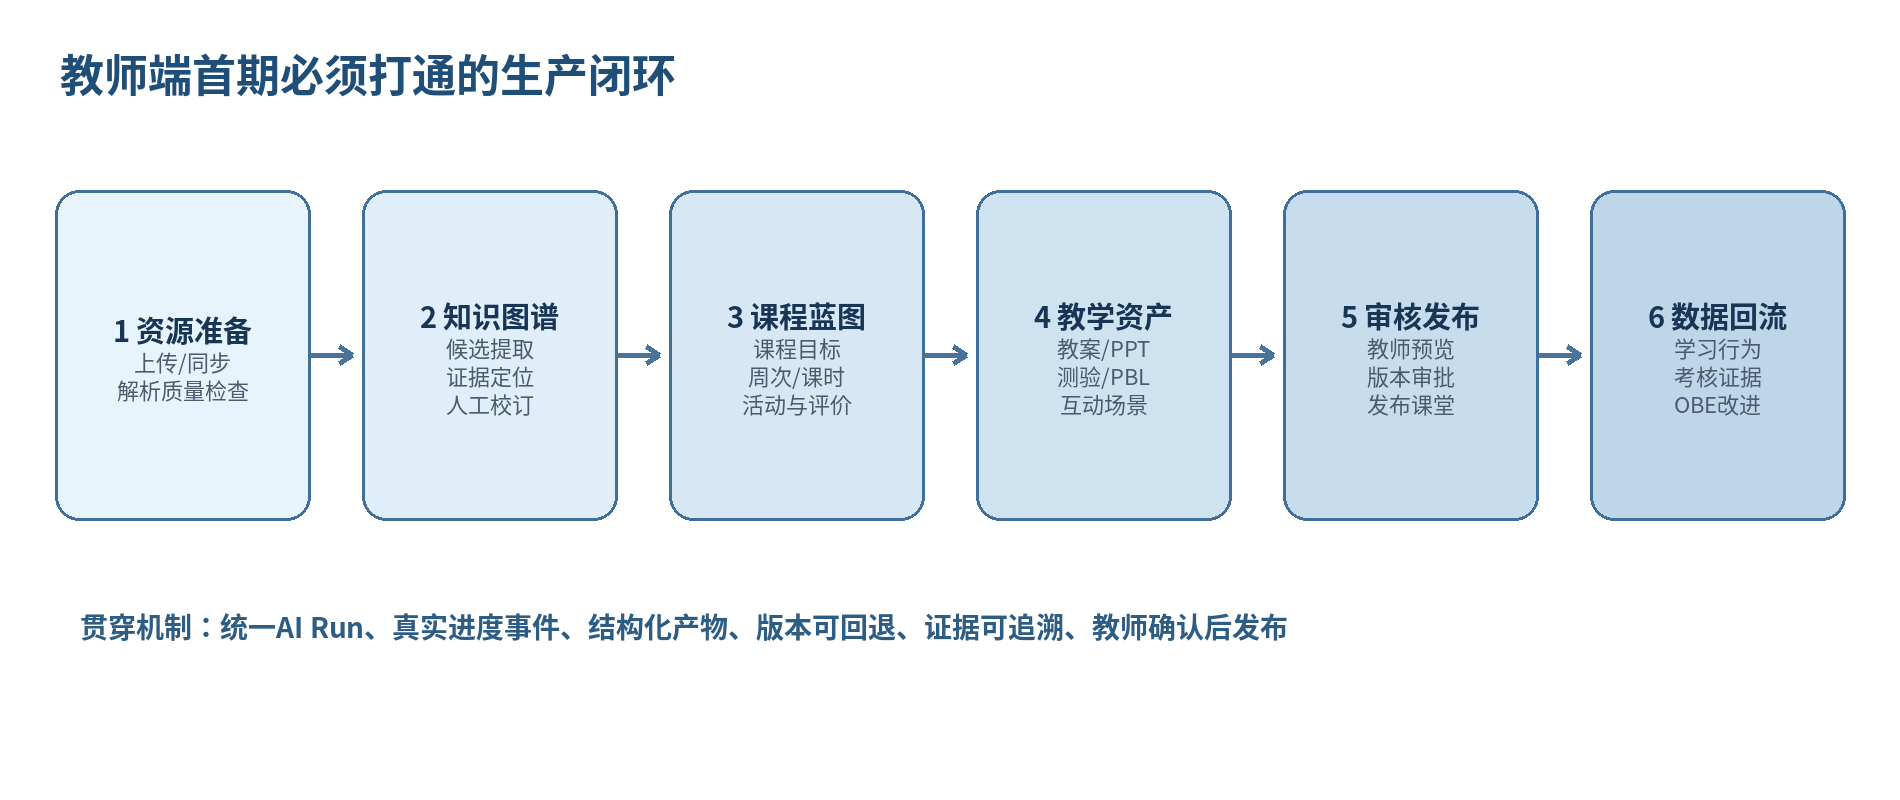 教师端首期必须打通的生产闭环
1 资源准备
上传/同步
解析质量检查
2 知识图谱
候选提取
证据定位
人工校订
3 课程蓝图
课程目标
周次/课时
活动与评价
4 教学资产
教案/PPT
测验/PBL
互动场景
5 审核发布
教师预览
版本审批
发布课堂
6 数据回流
学习行为
考核证据
OBE改进
贯穿机制：统一AI Run、真实进度事件、结构化产物、版本可回退、证据可追溯、教师确认后发布